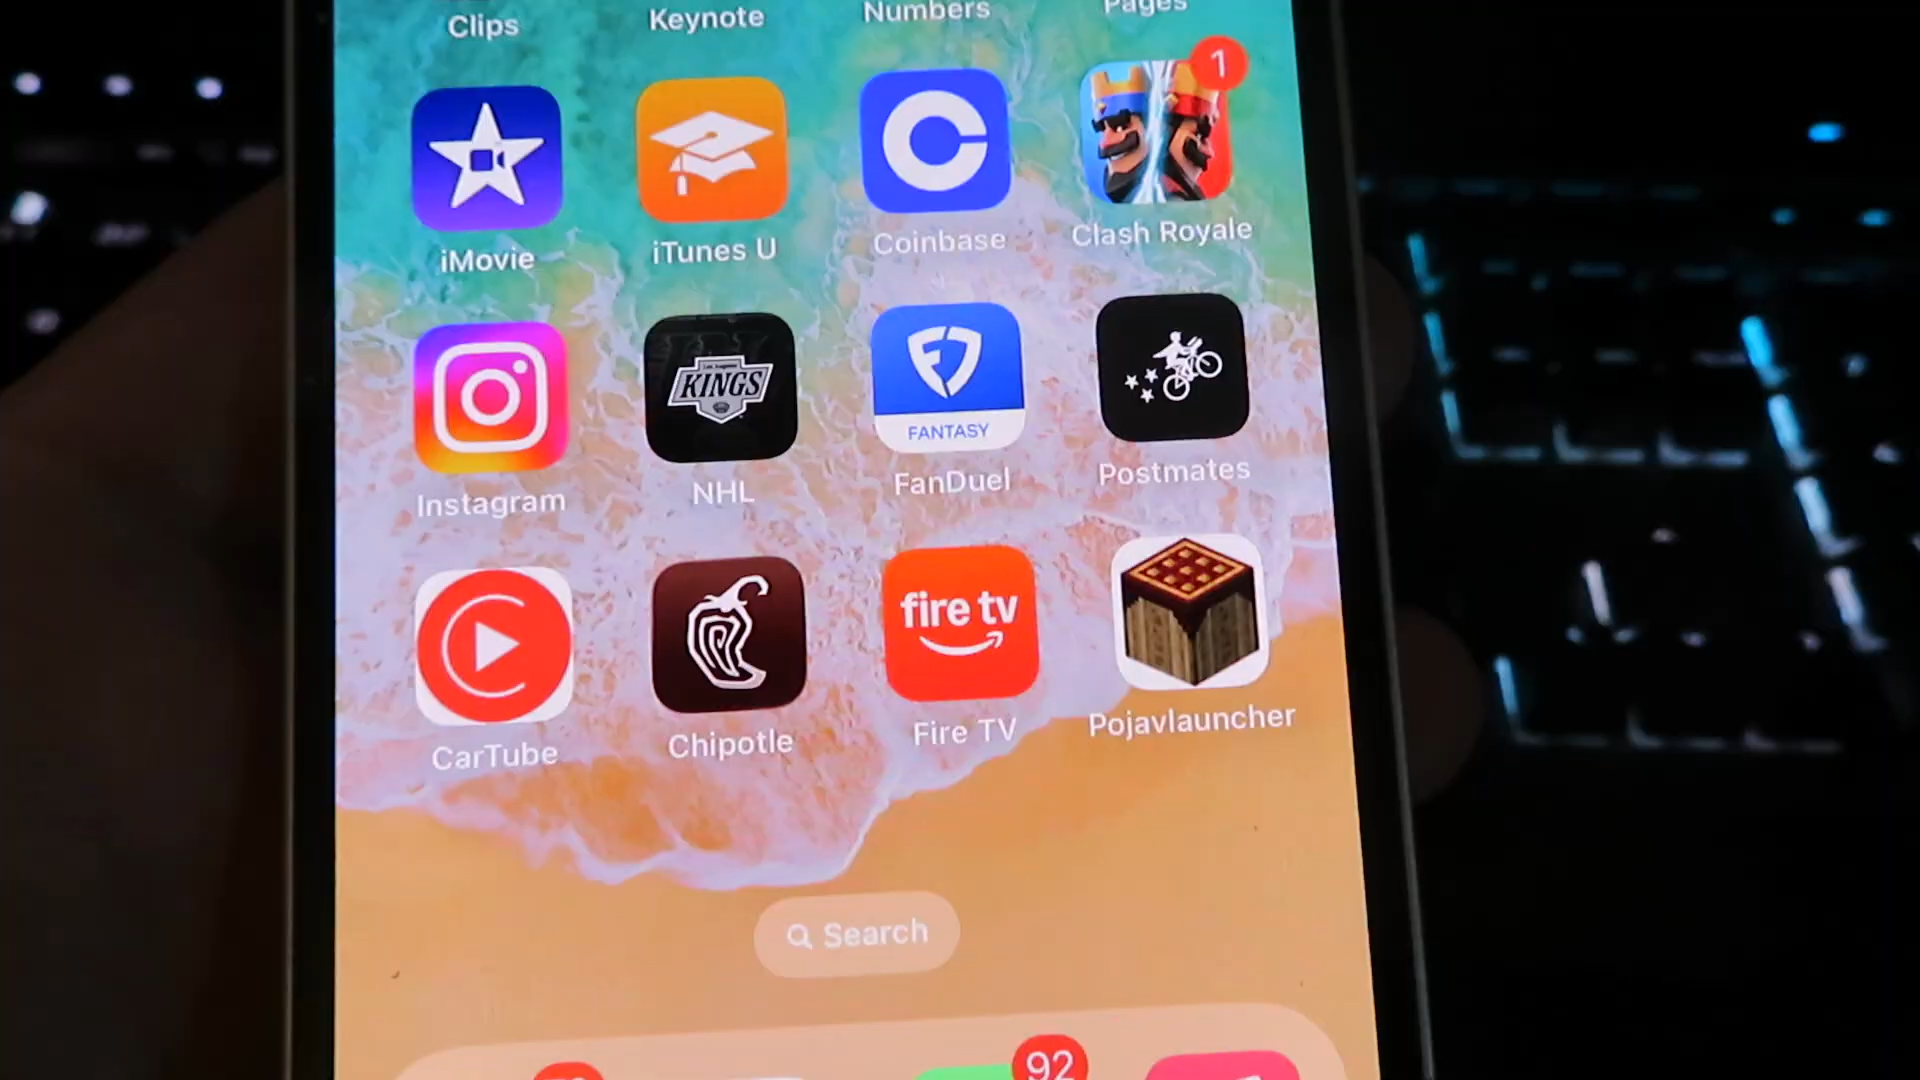 Clips
Keynote
Numbers
Pages
1
iMovie
iTunes U
Coinbase
Clash Royale
KINGS
FANTASY
Instagram
NHL
FanDuel
Postmates
fire tv
CarTube
Chipotle
Fire TV
Pojavlauncher
Search
92